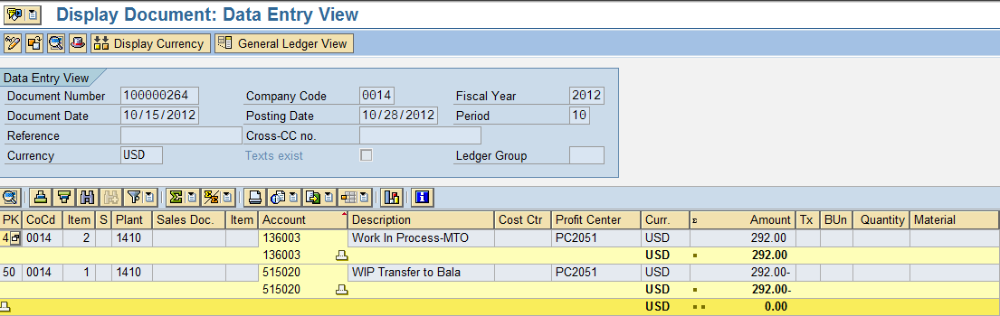 Display Document: Data Entry View
Display Currency General Ledger View
Data Entry View
Document Number 100000264 Company Code 0014 Fiscal Year 2012
Document Date 10/15/2012 Posting Date 10/28/2012 Period 10
Reference Cross-CC no.
Currency USD Texts exist Ledger Group
PK CoCd Item S Plant Sales Doc. Item Account Description Cost Ctr Profit Center Curr. Σ Amount Tx BUn Quantity Material
4 0014 2 1410 136003 Work In Process-MTO PC2051 USD 292.00
136003 USD 292.00
50 0014 1 1410 515020 WIP Transfer to Bala PC2051 USD 292.00-
515020 USD 292.00-
USD 0.00